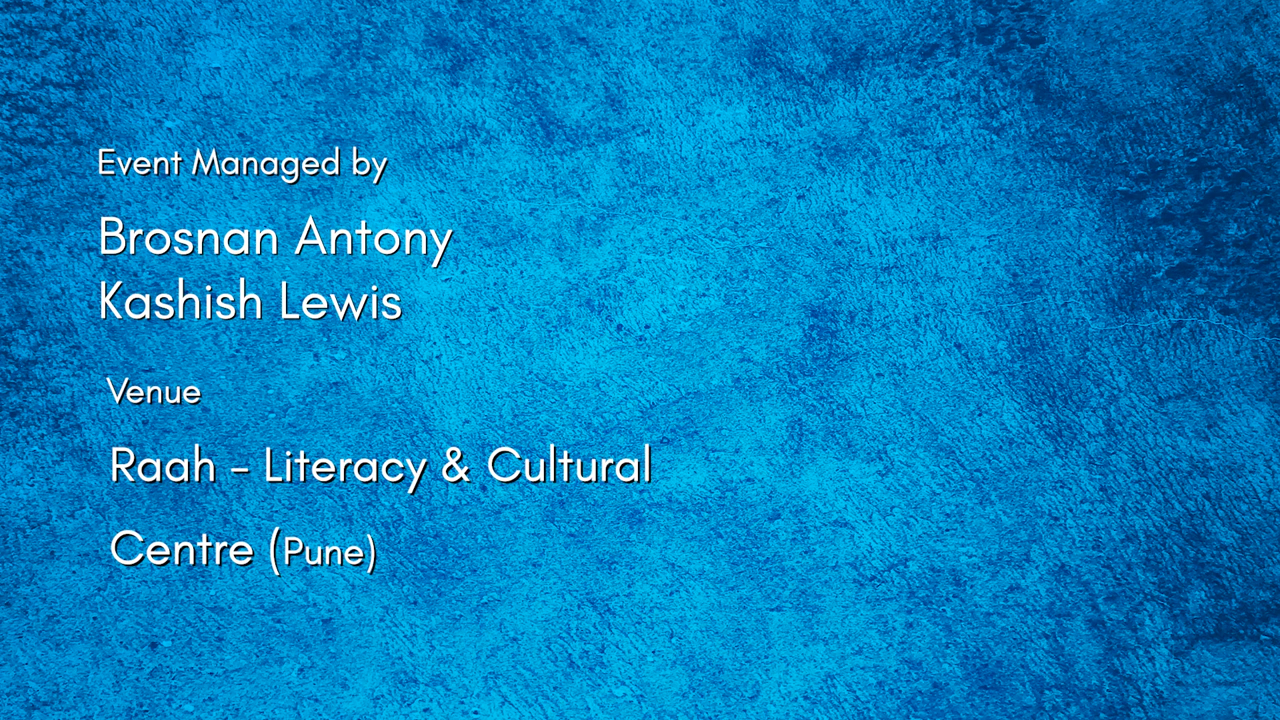 Event Managed by
Brosnan Antony
Kashish Lewis
Venue
Raah - Literacy & Cultural
Centre (Pune)